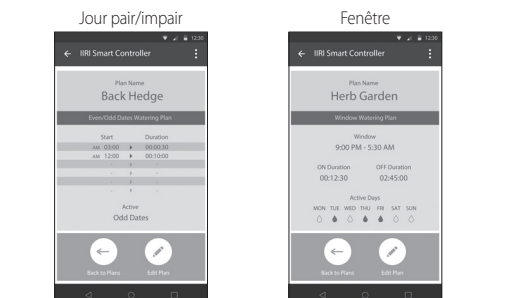 Jour pair/impair
12:30
IIRI Smart Controller
Plan Name
Back Hedge
Even/Odd Dates Watering Plan
Start Duration
AM 03:00 00:00:30
AM 12:00 00:10:00
Active
Odd Dates
Back to Plans Edit Plan
Fenêtre
12:30
IIRI Smart Controller
Plan Name
Herb Garden
Window Watering Plan
Window
9:00 PM - 5:30 AM
ON Duration OFF Duration
00:12:30 02:45:00
Active Days
MON TUE WED THU FRI SAT SUN
Back to Plans Edit Plan